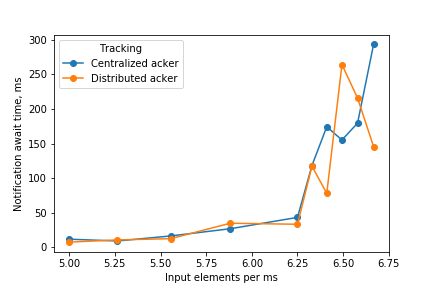 300
250
200
150
100
50
0
Notification await time, ms
Tracking
Centralized acker
Distributed acker
5.00 5.25 5.50 5.75 6.00 6.25 6.50 6.75
Input elements per ms